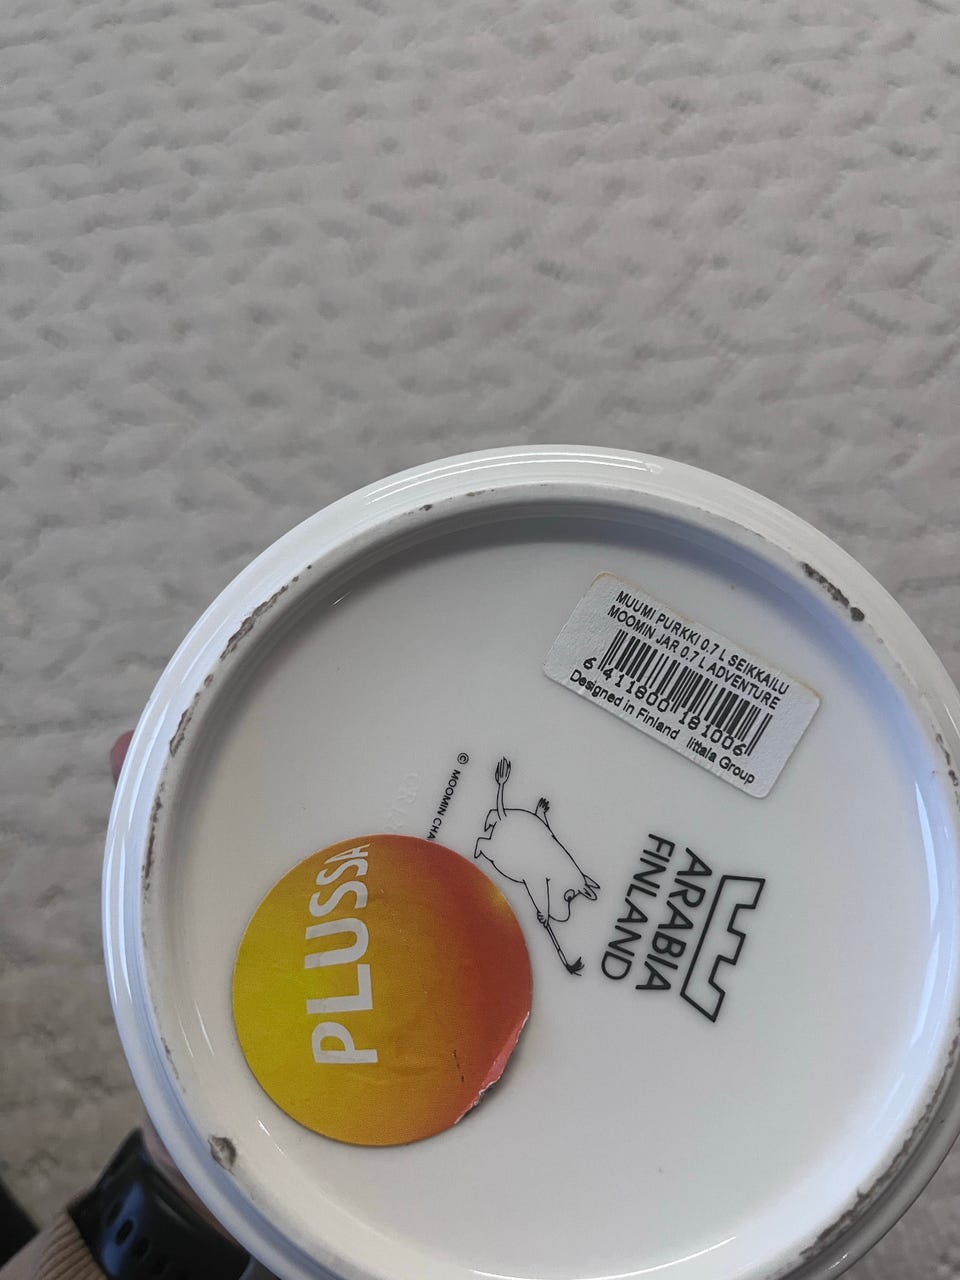 MUUMI PURKKI 0.7 L SEIKKAILU
MOOMIN JAR 0.7 L ADVENTURE
6 411800 181006
Designed in Finland Iittala Group
ARABIA
FINLAND
© MOOMIN
PLUSSA